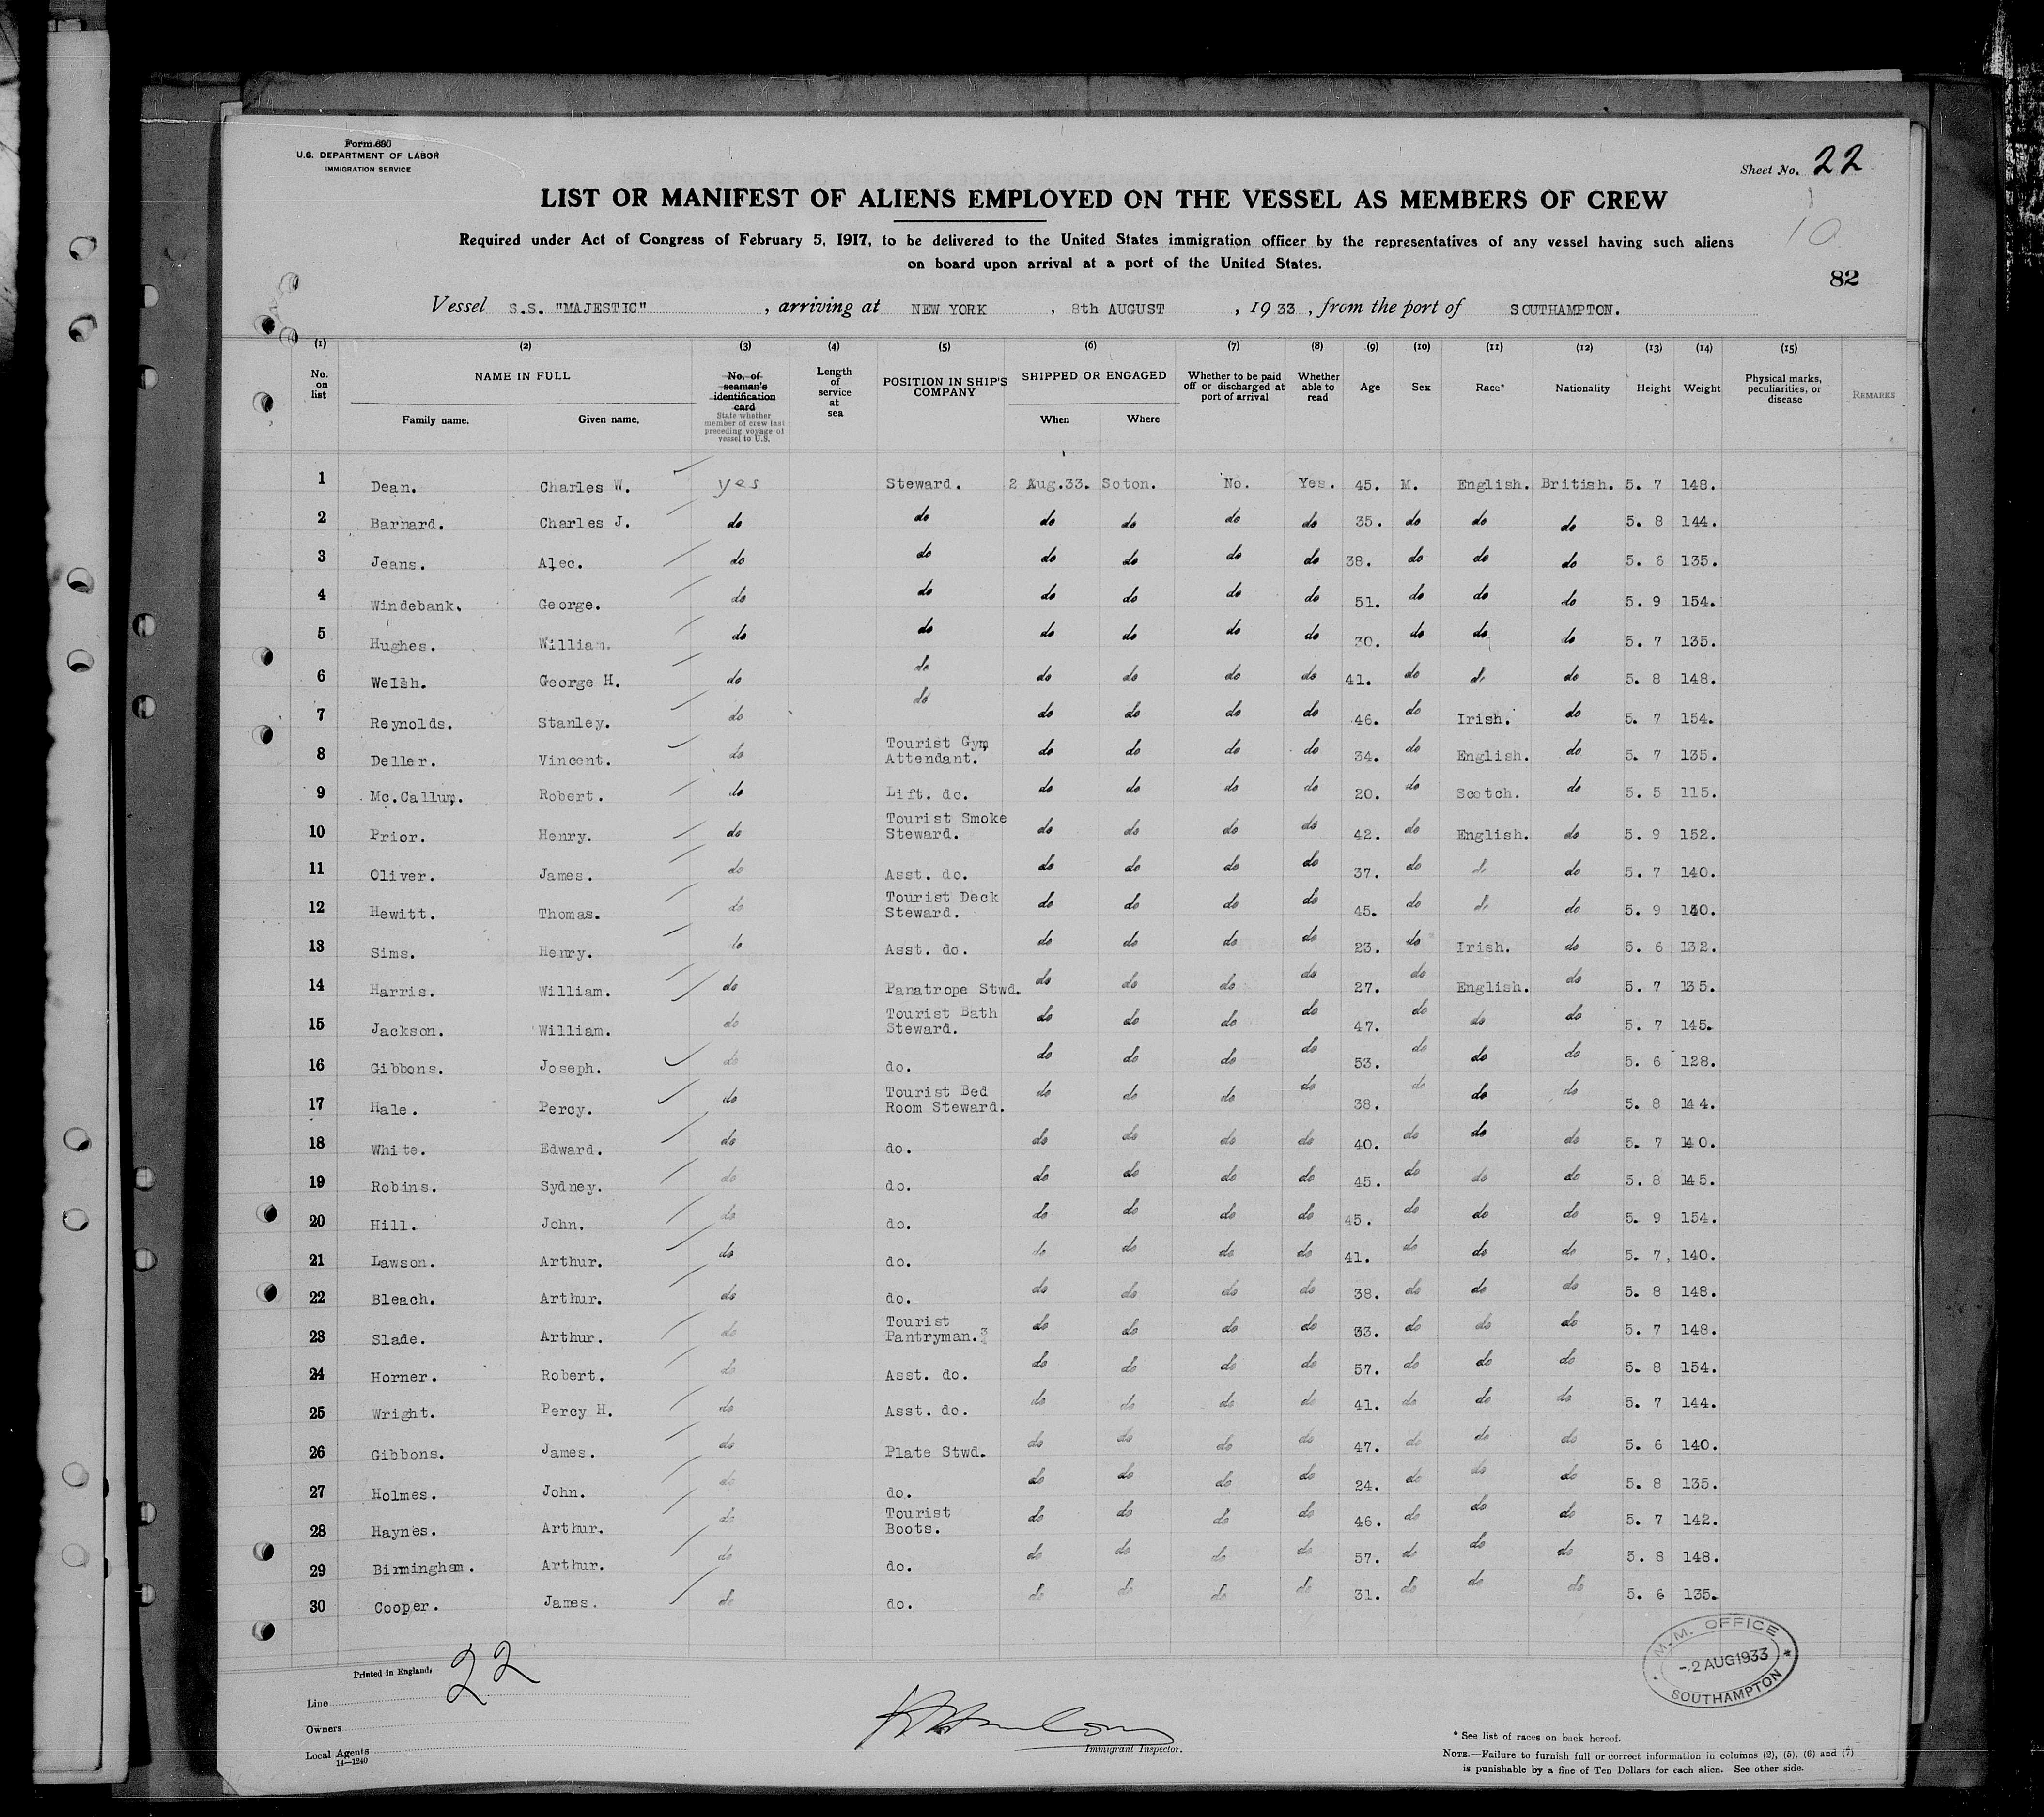 Form 680
U.S. DEPARTMENT OF LABOR
IMMIGRATION SERVICE
Sheet No. 22
LIST OR MANIFEST OF ALIENS EMPLOYED ON THE VESSEL AS MEMBERS OF CREW
Required under Act of Congress of February 5, 1917, to be delivered to the United States immigration officer by the representatives of any vessel having such aliens
on board upon arrival at a port of the United States.
82
Vessel S.S. "MAJESTIC", arriving at NEW YORK, 8th AUGUST, 1933, from the port of SOUTHAMPTON.
(1) (2) (3) (4) (5) (6) (7) (8) (9) (10) (11) (12) (13) (14) (15)
No. on list NAME IN FULL Family name. Given name. No. of seaman's identification card State whether member of crew last preceding voyage of vessel to U.S. Length of service at sea POSITION IN SHIP'S COMPANY SHIPPED OR ENGAGED When Where Whether to be paid off or discharged at port of arrival Whether able to read Age Sex Race* Nationality Height Weight Physical marks, peculiarities, or disease REMARKS
1 Dean. Charles W. yes Steward. 2 Aug.33. Soton. No. Yes. 45. M. English. British. 5. 7 148.
2 Barnard. Charles J. do do do do do do 35. do do do 5. 8 144.
3 Jeans. Alec. do do do do do do 38. do do do 5. 6 135.
4 Windebank. George. do do do do do do 51. do do do 5. 9 154.
5 Hughes. William. do do do do do do 30. do do do 5. 7 135.
6 Welsh. George H. do do do do do do 41. do do do 5. 8 148.
7 Reynolds. Stanley. do do do do do do 46. do Irish. do 5. 7 154.
8 Deller. Vincent. do Tourist Gym Attendant. do do do do 34. do English. do 5. 7 135.
9 Mc.Callum. Robert. do Lift. do. do do do do 20. do Scotch. do 5. 5 115.
10 Prior. Henry. do Tourist Smoke Steward. do do do do 42. do English. do 5. 9 152.
11 Oliver. James. do Asst. do. do do do do 37. do do do 5. 7 140.
12 Hewitt. Thomas. do Tourist Deck Steward. do do do do 45. do do do 5. 9
13 Sims. Henry. do Asst. do. do do do do 23. do Irish. do 5. 6 132.
14 Harris. William. do Panatrope Stwd. do do do do 27. do English. do 5. 7 135.
15 Jackson. William. do Tourist Bath Steward. do do do do 47. do do do 5. 7 145.
16 Gibbons. Joseph. do do. do do do do 53. do do do 5. 6 128.
17 Hale. Percy. do Tourist Bed Room Steward. do do do do 38. do do do 5. 8 144.
18 White. Edward. do do. do do do do 40. do do do 5. 7 140.
19 Robins. Sydney. do do. do do do do 45. do do do 5. 8 145.
20 Hill. John. do do. do do do do 45. do do do 5. 9 154.
21 Lawson. Arthur. do do. do do do do 41. do do do 5. 7, 140.
22 Bleach. Arthur. do do. do do do do 38. do do do 5. 8 148.
23 Slade. Arthur. do Tourist Pantryman. do do do do 33. do do do 5. 7 148.
24 Horner. Robert. do Asst. do. do do do do 57. do do do 5. 8 154.
25 Wright. Percy H. do Asst. do. do do do do 41. do do do 5. 7 144.
26 Gibbons. James. do Plate Stwd. do do do do 47. do do do 5. 6 140.
27 Holmes. John. do do. do do do do 24. do do do 5. 8 135.
28 Haynes. Arthur. do Tourist Boots. do do do do 46. do do do 5. 7 142.
29 Birmingham. Arthur. do do. do do do do 57. do do do 5. 8 148.
30 Cooper. James. do do. do do do do 31. do do do 5. 6 135.
M.M. OFFICE
-2 AUG 1933
SOUTHAMPTON
Printed in England.
22
Line
Owners
Local Agents
14—1240
Immigrant Inspector.
* See list of races on back hereof.
NOTE.—Failure to furnish full or correct information in columns (2), (5), (6) and (7)
is punishable by a fine of Ten Dollars for each alien. See other side.